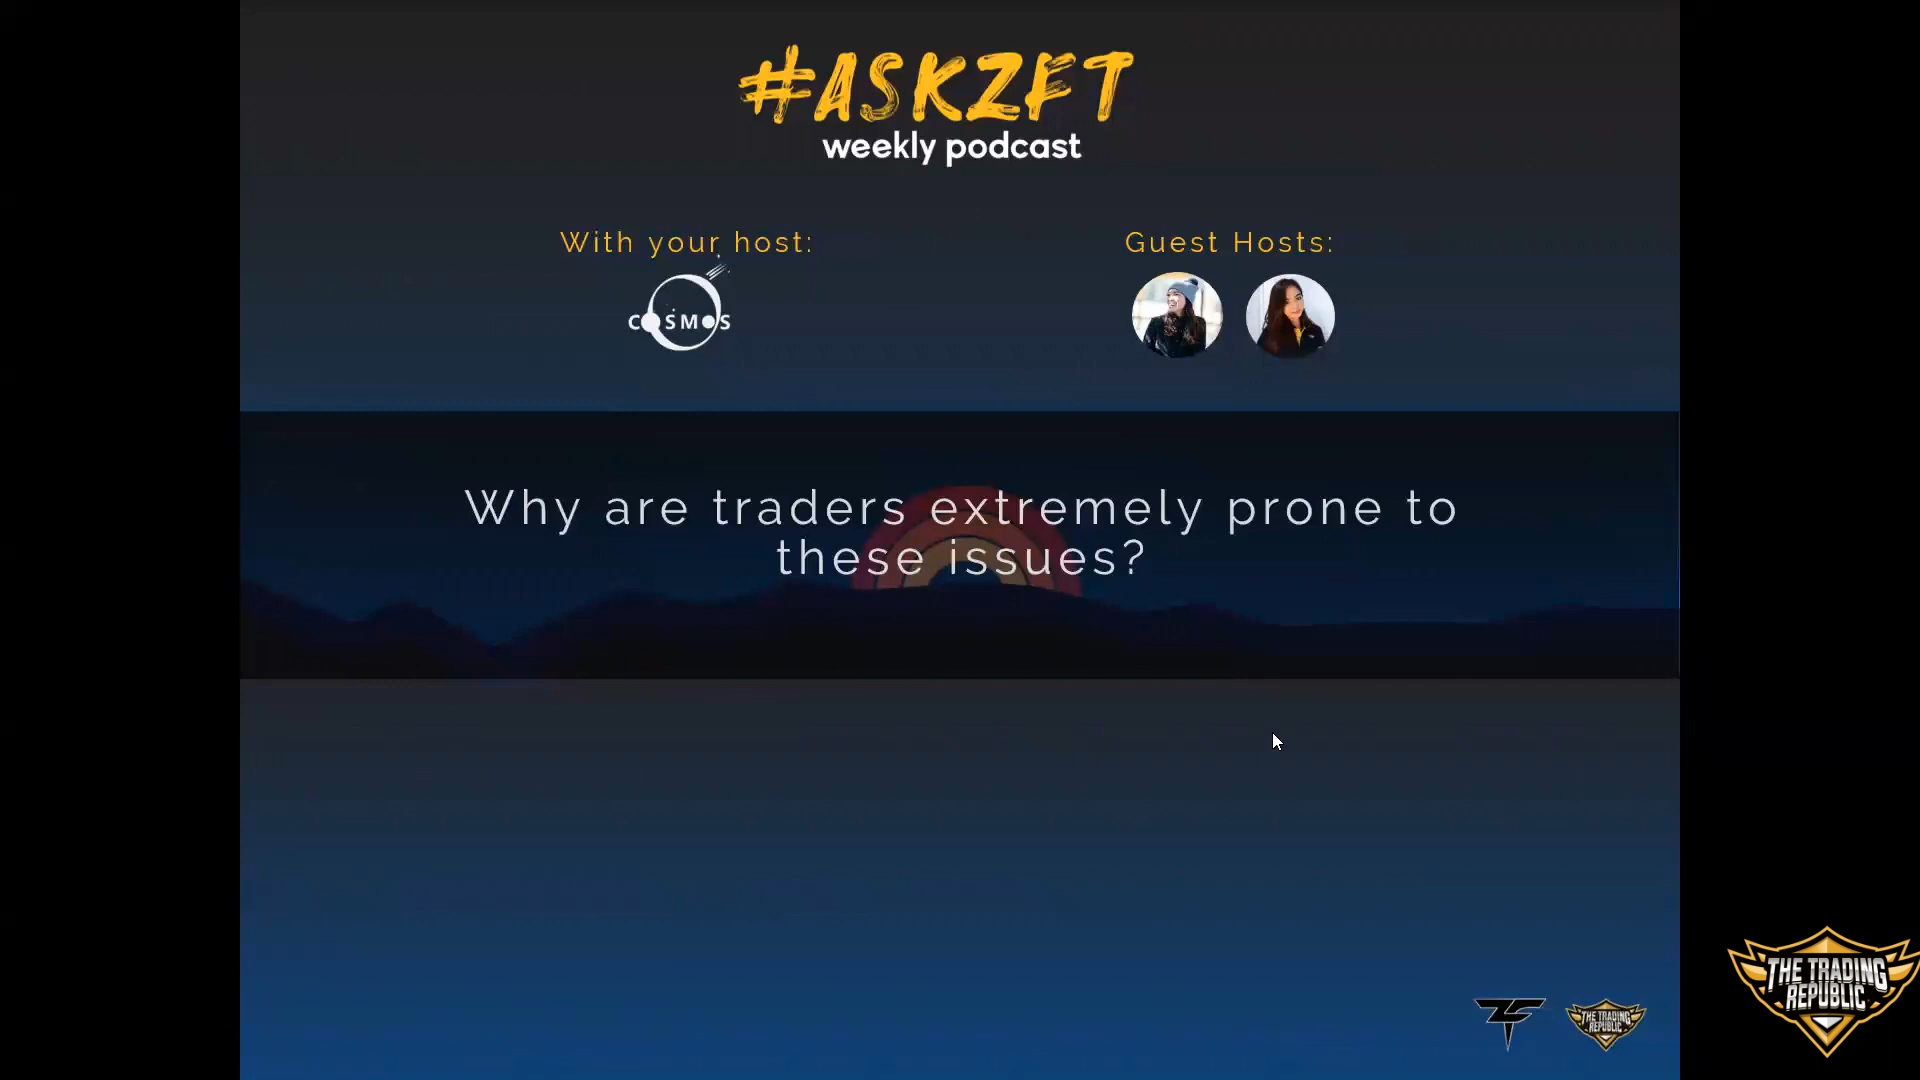 #ASKZFT
weekly podcast
With your host:
Guest Hosts:
COSMOS
Why are traders extremely prone to
these issues?
THE TRADING
REPUBLIC
ZFT
THE TRADING
REPUBLIC